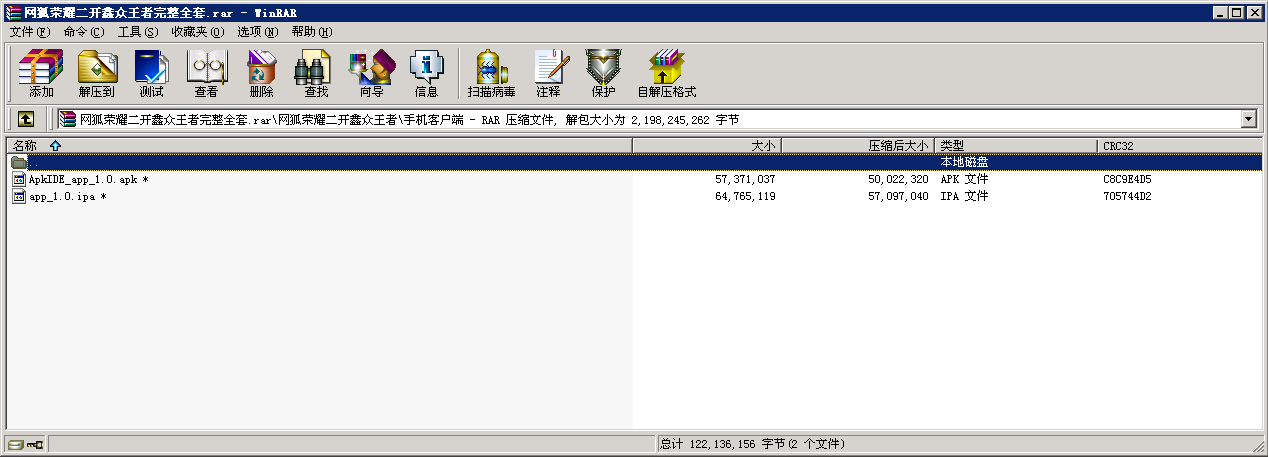 网狐荣耀二开鑫众王者完整全套.rar - WinRAR
文件(F) 命令(C) 工具(S) 收藏夹(O) 选项(N) 帮助(H)
添加 解压到 测试 查看 删除 查找 向导 信息 扫描病毒 注释 保护 自解压格式
网狐荣耀二开鑫众王者完整全套.rar\网狐荣耀二开鑫众王者\手机客户端 - RAR 压缩文件, 解包大小为 2,198,245,262 字节
名称 大小 压缩后大小 类型 CRC32
.. 本地磁盘
ApkIDE_app_1.0.apk * 57,371,037 50,022,320 APK 文件 C8C9E4D5
app_1.0.ipa * 64,765,119 57,097,040 IPA 文件 705744D2
总计 122,136,156 字节(2 个文件)